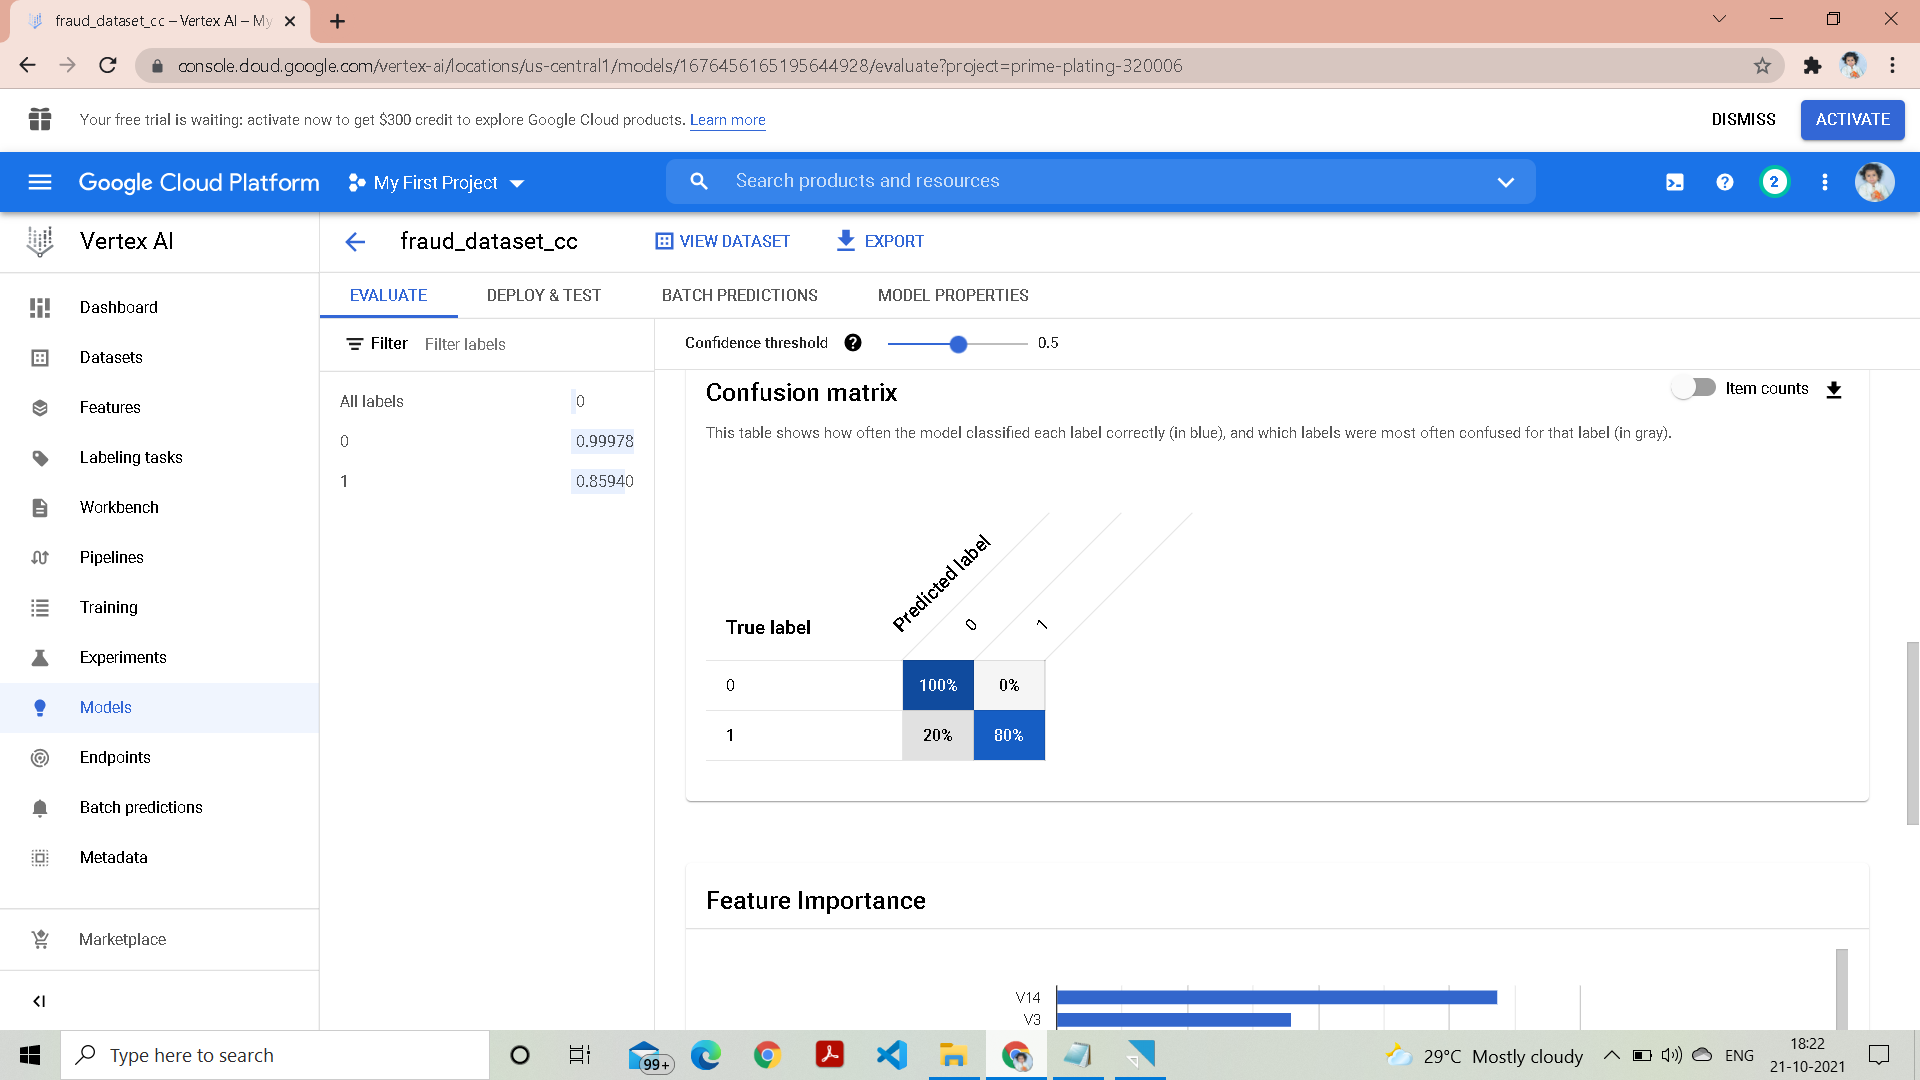 fraud_dataset_cc – Vertex AI – My
console.cloud.google.com/vertex-ai/locations/us-central1/models/1676456165195644928/evaluate?project=prime-plating-320006
Your free trial is waiting: activate now to get $300 credit to explore Google Cloud products. Learn more
DISMISS
ACTIVATE
Google Cloud Platform
My First Project
Search products and resources
2
Vertex AI
fraud_dataset_cc
VIEW DATASET
EXPORT
Dashboard
Datasets
Features
Labeling tasks
Workbench
Pipelines
Training
Experiments
Models
Endpoints
Batch predictions
Metadata
Marketplace
EVALUATE
DEPLOY & TEST
BATCH PREDICTIONS
MODEL PROPERTIES
Filter
Filter labels
All labels 0
0 0.99978
1 0.85940
Confidence threshold
0.5
Confusion matrix
Item counts
This table shows how often the model classified each label correctly (in blue), and which labels were most often confused for that label (in gray).
Predicted label
True label
0 1
0 100% 0%
1 20% 80%
Feature Importance
V14
V3
Type here to search
99+
29°C Mostly cloudy
ENG
18:22
21-10-2021